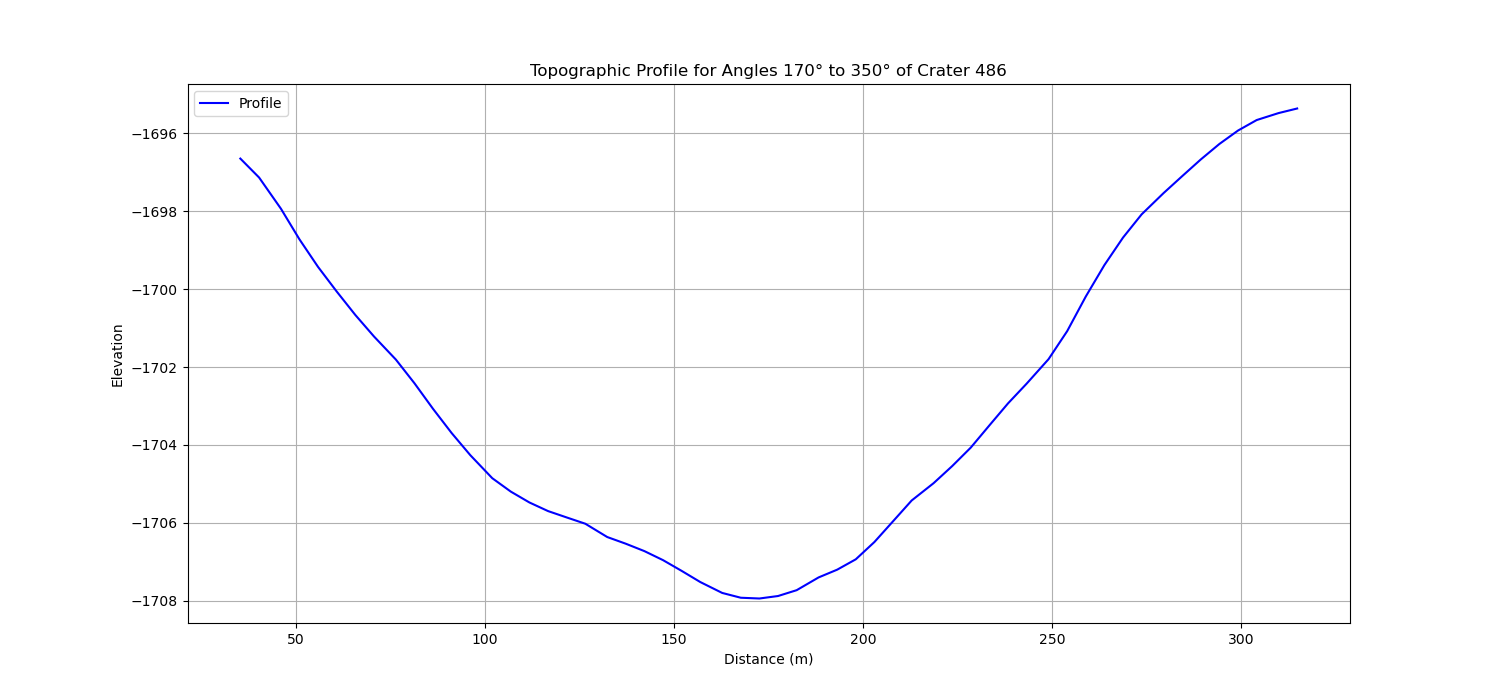 Topographic Profile for Angles 170° to 350° of Crater 486
Profile
−1696
−1698
−1700
−1702
−1704
−1706
−1708
Elevation
50 100 150 200 250 300
Distance (m)